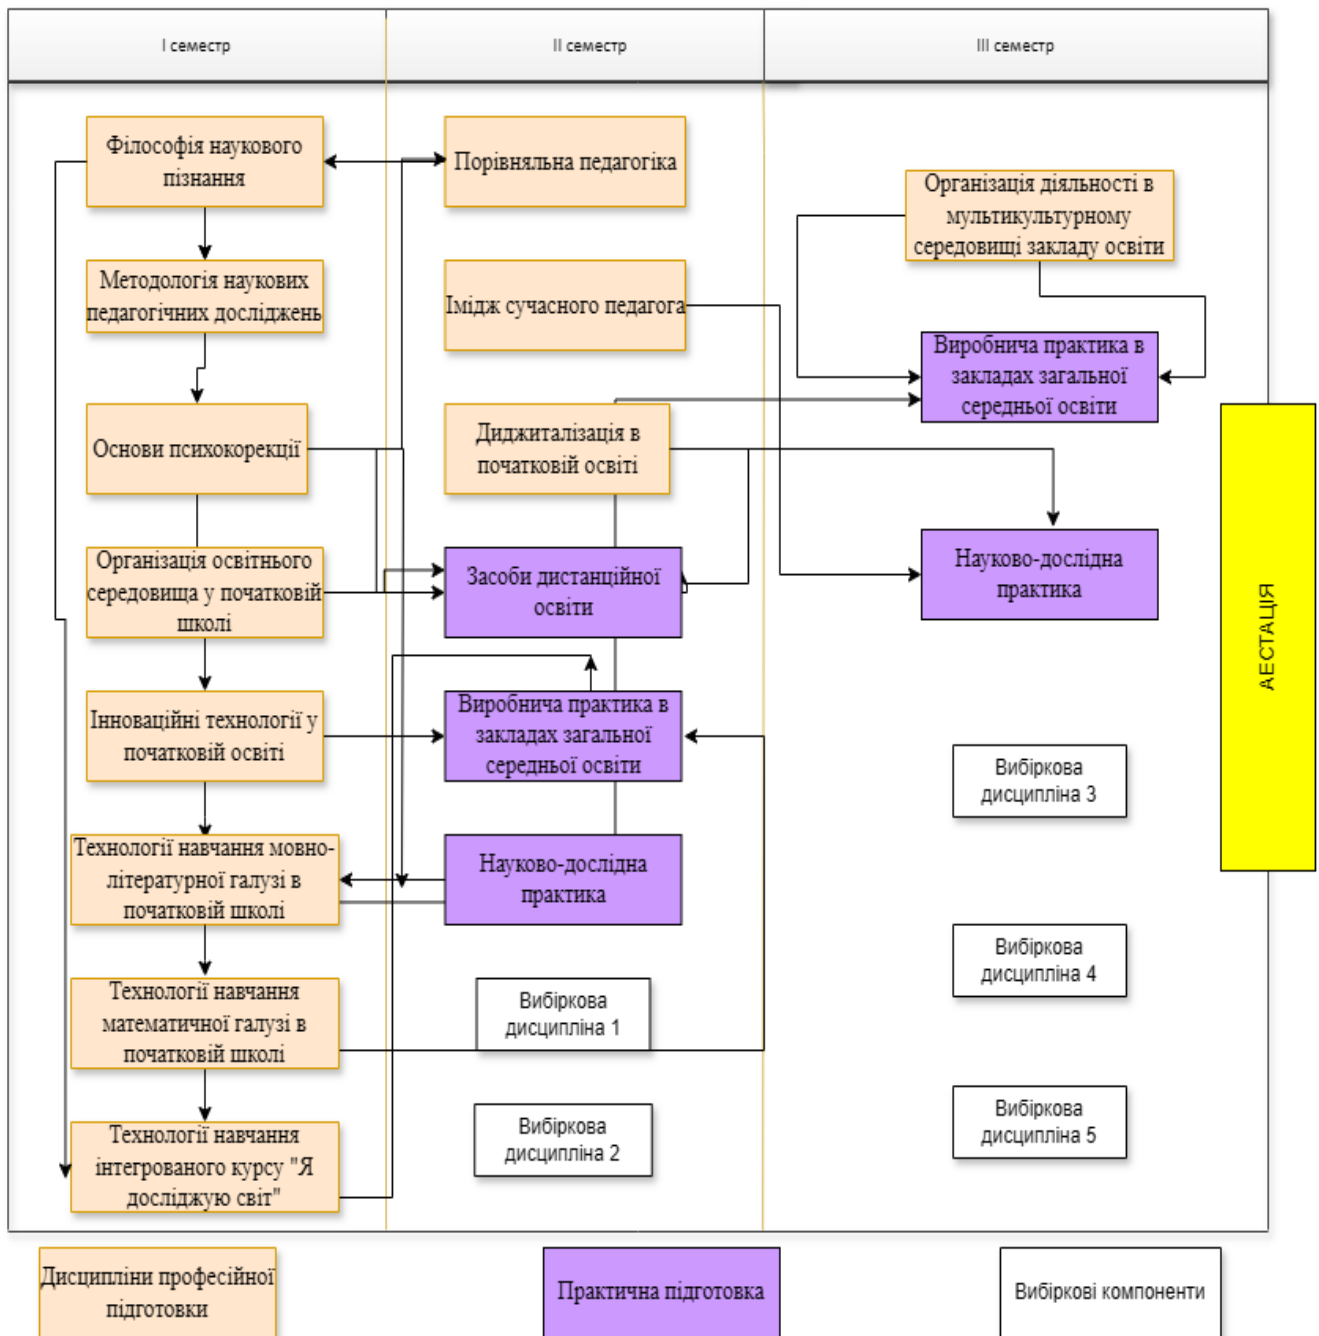 І семестр
ІІ семестр
ІІІ семестр
Філософія наукового
пізнання
Методологія наукових
педагогічних досліджень
Основи психокорекції
Організація освітнього
середовища у початковій
школі
Інноваційні технології у
початковій освіті
Технології навчання мовно-
літературної галузі в
початковій школі
Технології навчання
математичної галузі в
початковій школі
Технології навчання
інтегрованого курсу "Я
досліджую світ"
Порівняльна педагогіка
Імідж сучасного педагога
Диджиталізація в
початковій освіті
Засоби дистанційної
освіти
Виробнича практика в
закладах загальної
середньої освіти
Науково-дослідна
практика
Вибіркова
дисципліна 1
Вибіркова
дисципліна 2
Організація діяльності в
мультикультурному
середовищі закладу освіти
Виробнича практика в
закладах загальної
середньої освіти
Науково-дослідна
практика
Вибіркова
дисципліна 3
Вибіркова
дисципліна 4
Вибіркова
дисципліна 5
АЕСТАЦІЯ
Дисципліни професійної
підготовки
Практична підготовка
Вибіркові компоненти